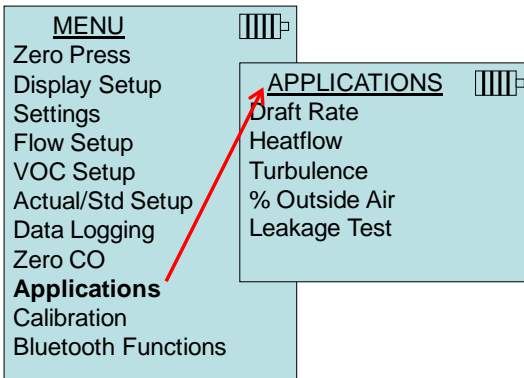 MENU
Zero Press
Display Setup
Settings
Flow Setup
VOC Setup
Actual/Std Setup
Data Logging
Zero CO
Applications
Calibration
Bluetooth Functions
APPLICATIONS
Draft Rate
Heatflow
Turbulence
% Outside Air
Leakage Test